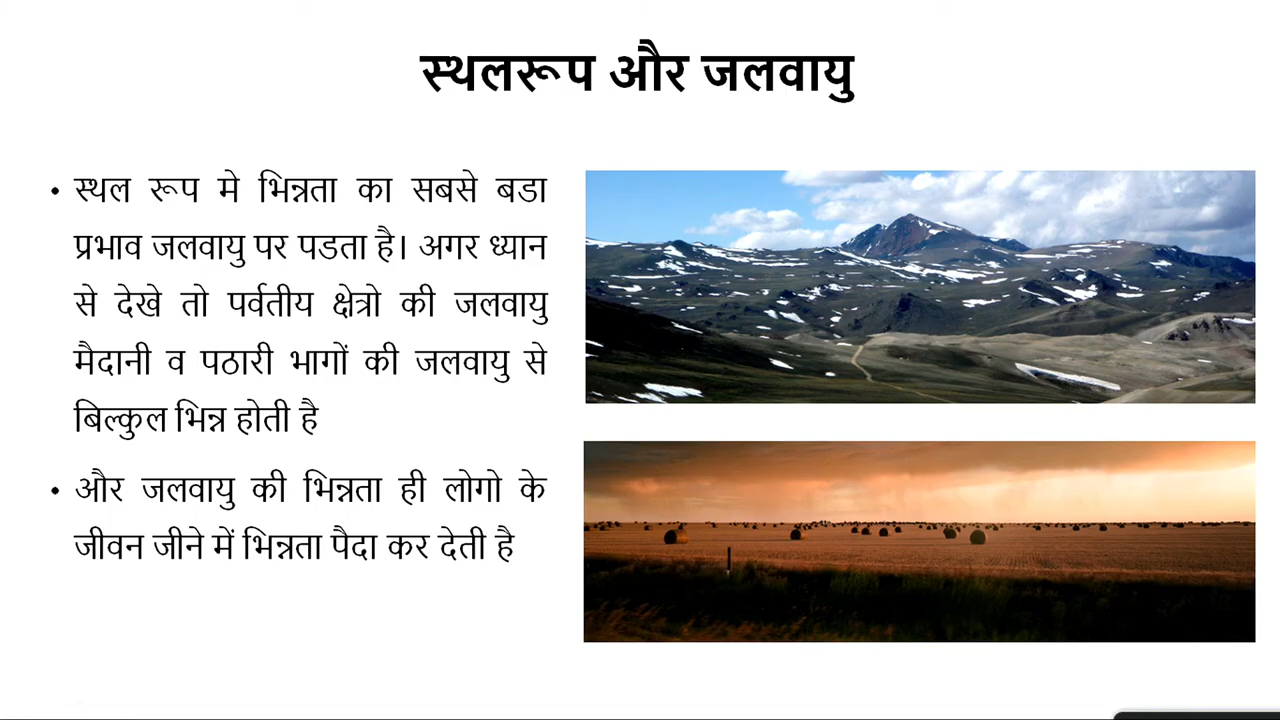 स्थलरूप और जलवायु
• स्थल रूप मे भिन्नता का सबसे बडा
प्रभाव जलवायु पर पडता है। अगर ध्यान
से देखे तो पर्वतीय क्षेत्रो की जलवायु
मैदानी व पठारी भागों की जलवायु से
बिल्कुल भिन्न होती है
• और जलवायु की भिन्नता ही लोगो के
जीवन जीने में भिन्नता पैदा कर देती है